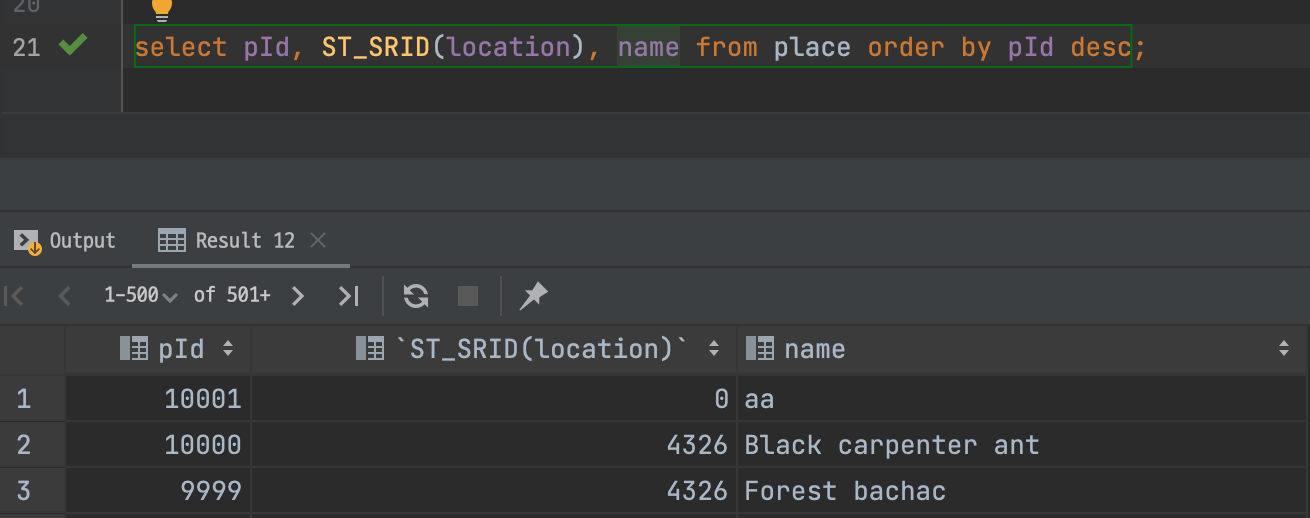 20
21 select pId, ST_SRID(location), name from place order by pId desc;
Output Result 12
1-500 of 501+
pId `ST_SRID(location)` name
1 10001 0 aa
2 10000 4326 Black carpenter ant
3 9999 4326 Forest bachac